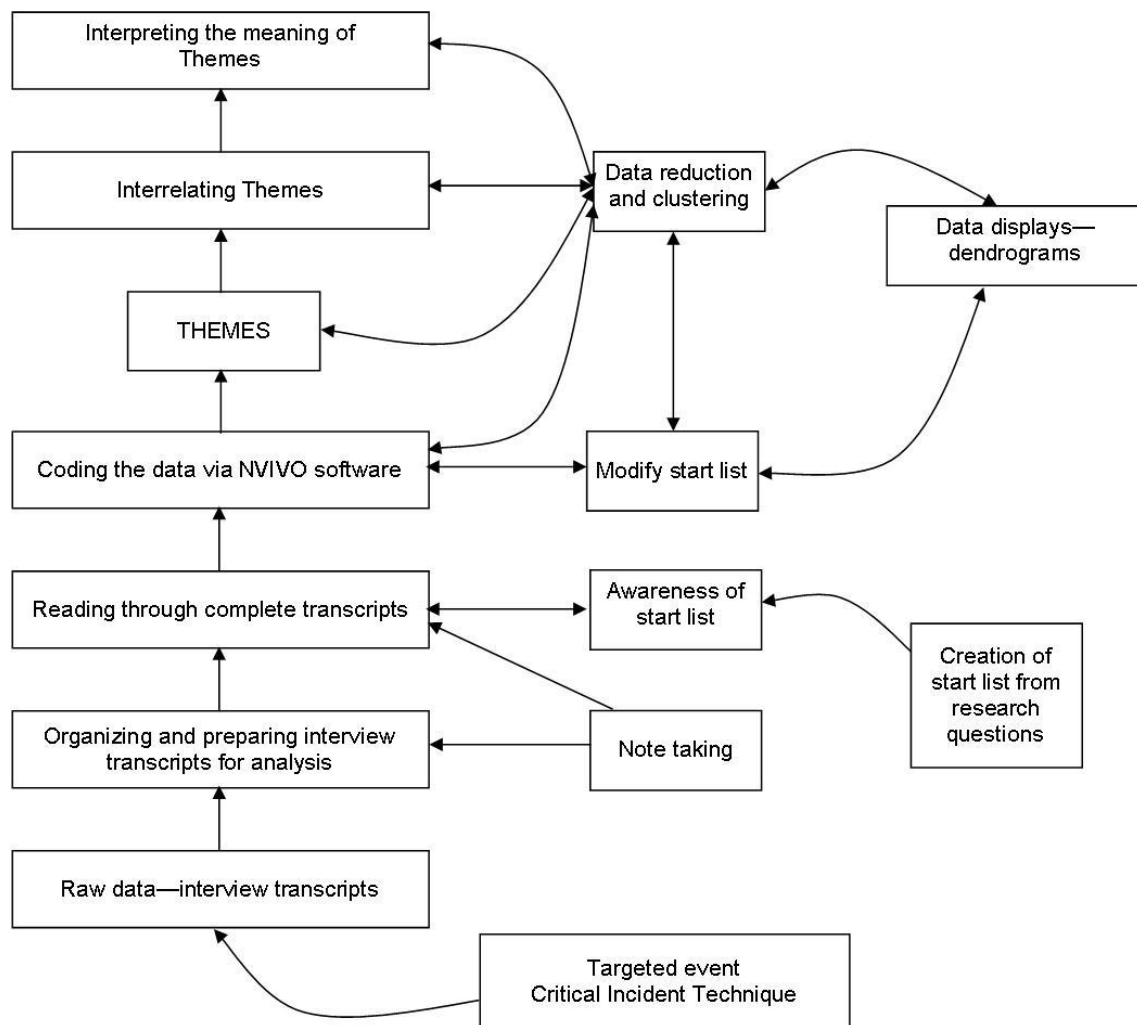 Interpreting the meaning of
Themes
Interrelating Themes
Data reduction
and clustering
Data displays—
dendrograms
THEMES
Coding the data via NVIVO software
Modify start list
Reading through complete transcripts
Awareness of
start list
Creation of
start list from
research
questions
Organizing and preparing interview
transcripts for analysis
Note taking
Raw data—interview transcripts
Targeted event
Critical Incident Technique